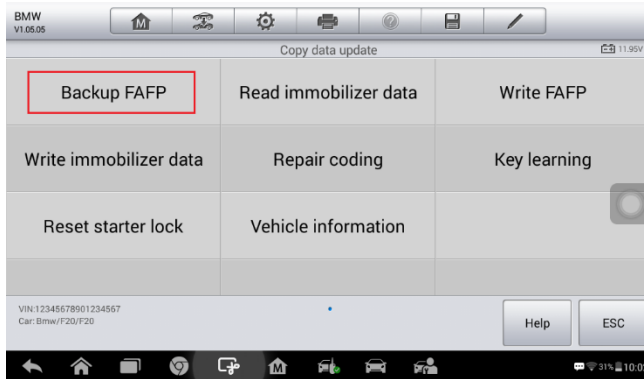 BMW
V1.05.05
Copy data update
11.95V
Backup FAFP
Read immobilizer data
Write FAFP
Write immobilizer data
Repair coding
Key learning
Reset starter lock
Vehicle information
VIN:12345678901234567
Car: Bmw/F20/F20
Help
ESC
31%